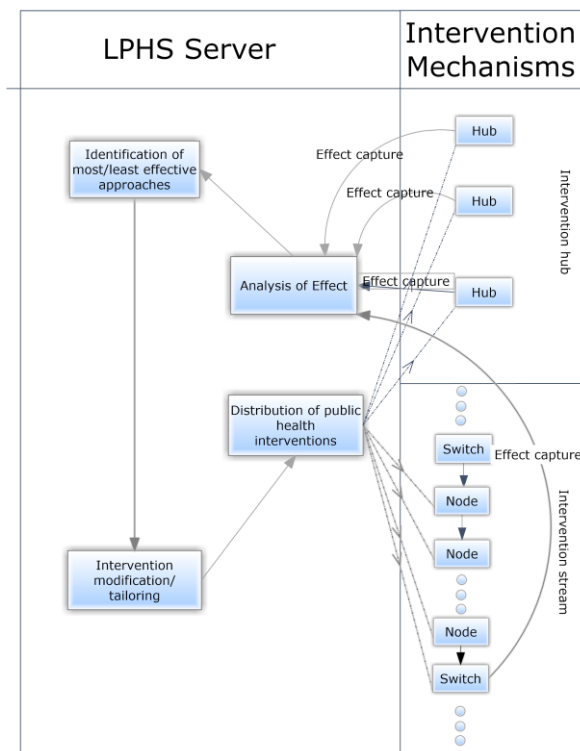 LPHS Server
Intervention
Mechanisms
Hub
Effect capture
Identification of
most/least effective
approaches
Effect capture
Hub
Intervention hub
Analysis of Effect
Effect capture
Hub
Distribution of public
health
interventions
Switch
Effect capture
Node
Intervention stream
Node
Intervention
modification/
tailoring
Node
Switch